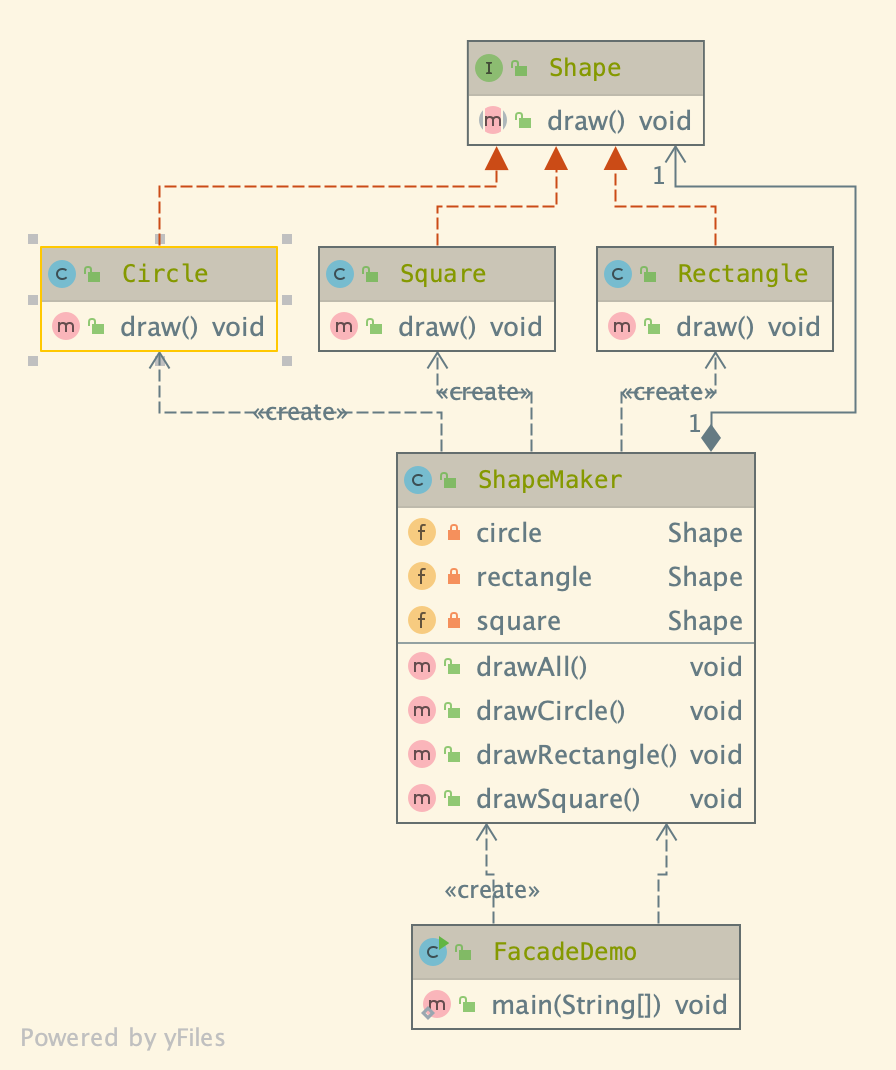 I Shape
m draw() void
1
C Circle
m draw() void
C Square
m draw() void
C Rectangle
m draw() void
«create»
«create»
«create»
1
C ShapeMaker
f circle Shape
f rectangle Shape
f square Shape
m drawAll() void
m drawCircle() void
m drawRectangle() void
m drawSquare() void
«create»
C FacadeDemo
m main(String[]) void
Powered by yFiles